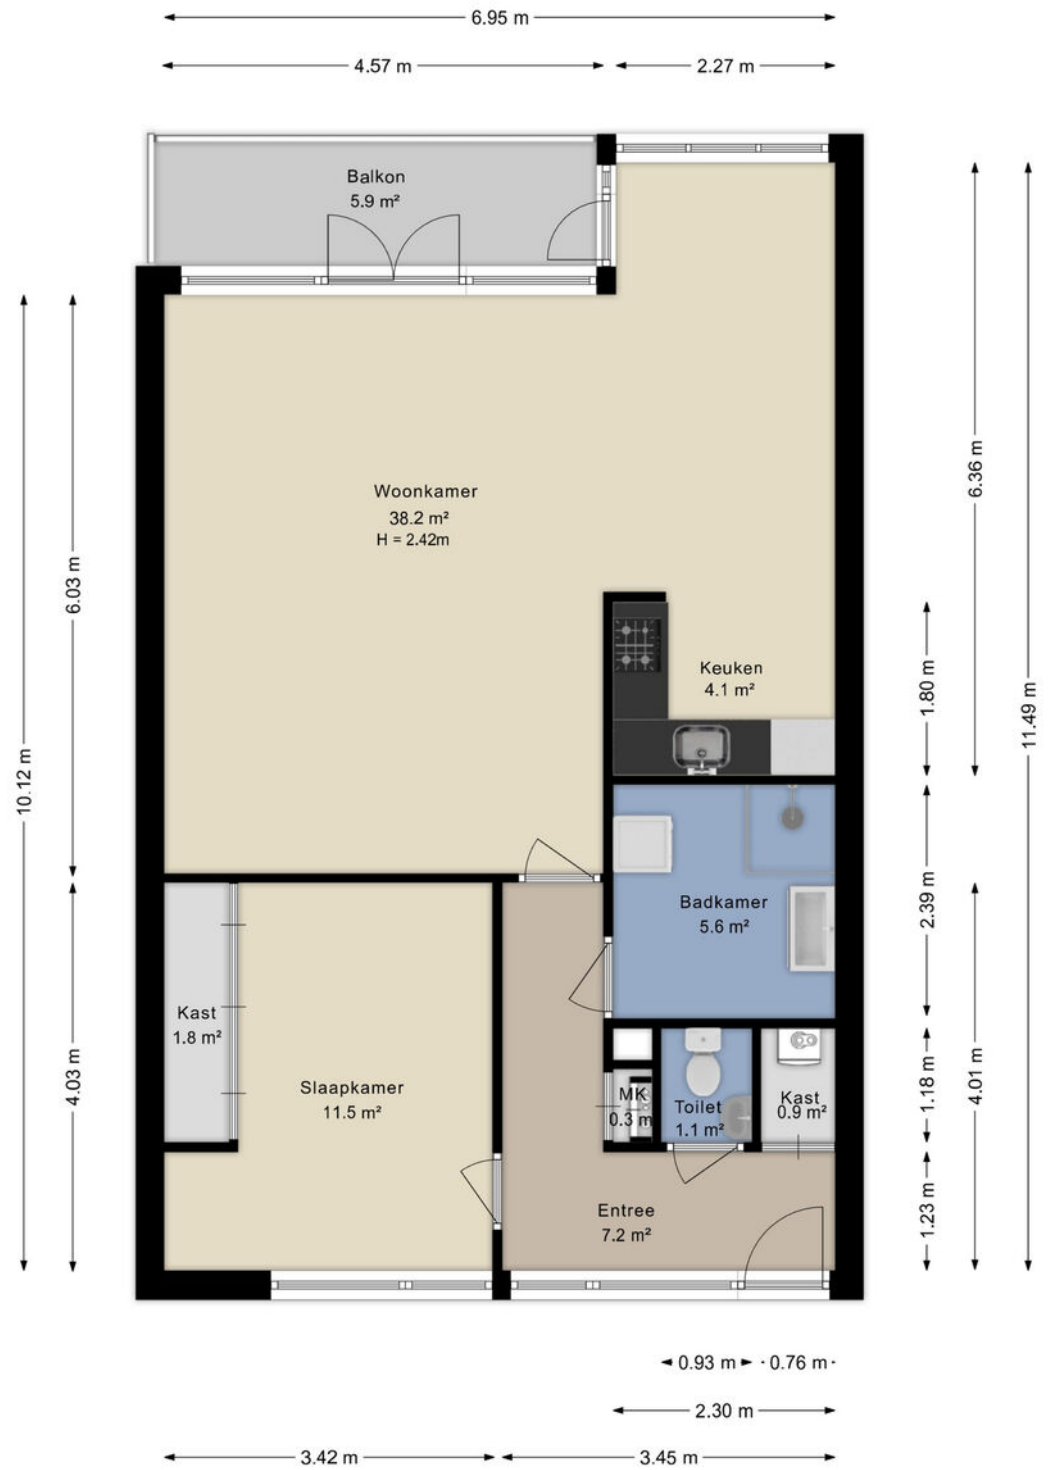 6.95 m
4.57 m
2.27 m
Balkon
5.9 m²
Woonkamer
38.2 m²
H = 2.42m
6.03 m
10.12 m
4.03 m
6.36 m
11.49 m
1.80 m
Keuken
4.1 m²
Badkamer
5.6 m²
2.39 m
Kast
1.8 m²
Slaapkamer
11.5 m²
MK
0.3 m
Toilet
1.1 m²
Kast
0.9 m²
1.18 m
4.01 m
Entree
7.2 m²
1.23 m
0.93 m
0.76 m
2.30 m
3.42 m
3.45 m